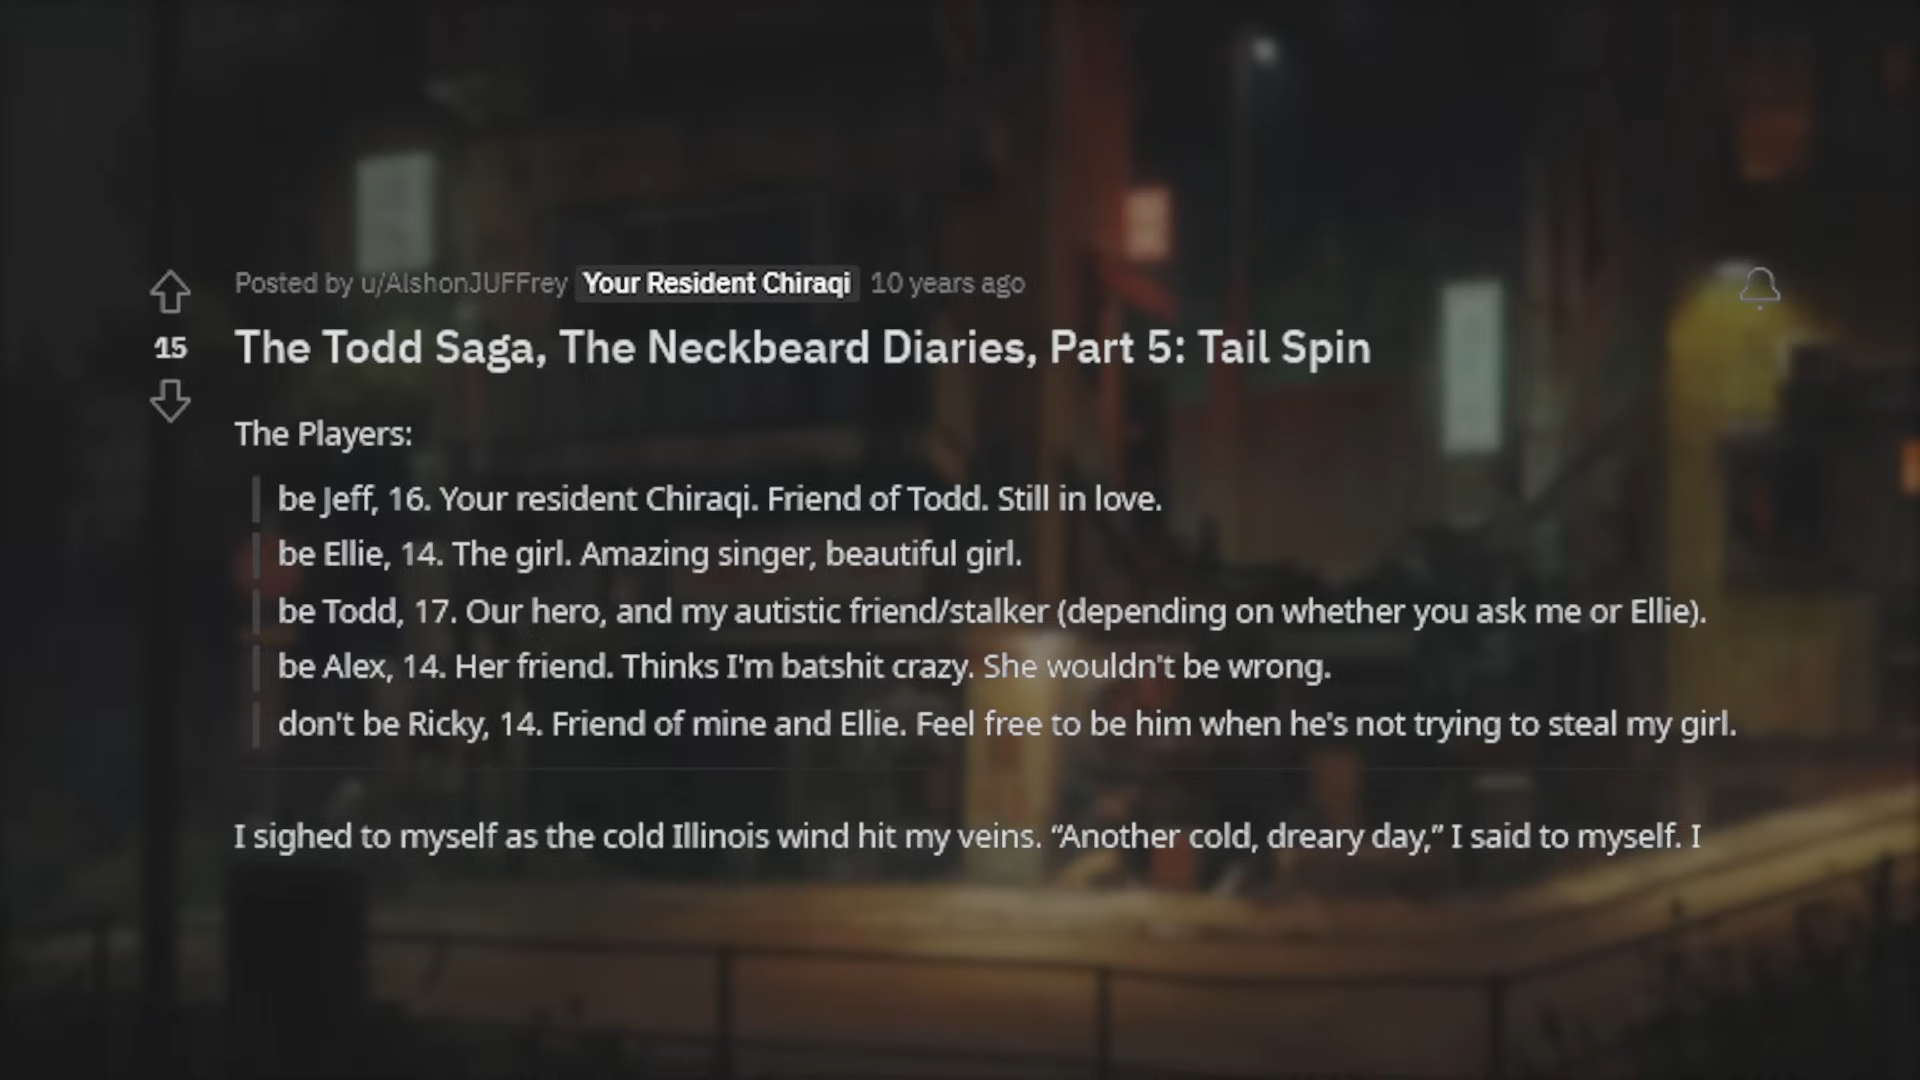 Posted by u/AlshonJUFFrey Your Resident Chiraqi 10 years ago
15
The Todd Saga, The Neckbeard Diaries, Part 5: Tail Spin
The Players:
be Jeff, 16. Your resident Chiraqi. Friend of Todd. Still in love.
be Ellie, 14. The girl. Amazing singer, beautiful girl.
be Todd, 17. Our hero, and my autistic friend/stalker (depending on whether you ask me or Ellie).
be Alex, 14. Her friend. Thinks I'm batshit crazy. She wouldn't be wrong.
don't be Ricky, 14. Friend of mine and Ellie. Feel free to be him when he's not trying to steal my girl.
I sighed to myself as the cold Illinois wind hit my veins. “Another cold, dreary day,” I said to myself. I